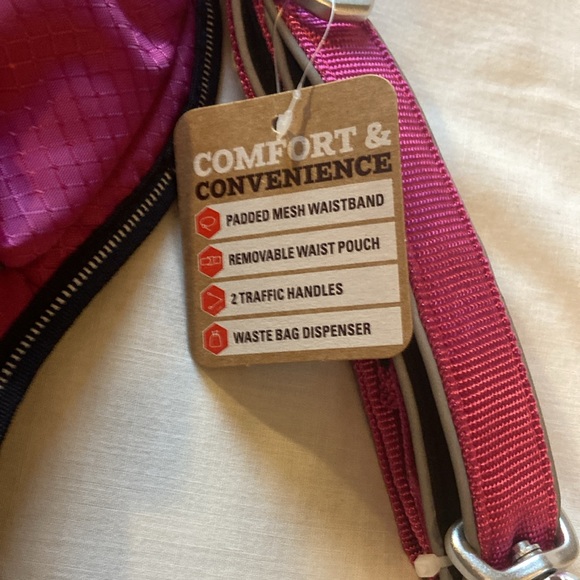 COMFORT &
CONVENIENCE
PADDED MESH WAISTBAND
REMOVABLE WAIST POUCH
2 TRAFFIC HANDLES
WASTE BAG DISPENSER